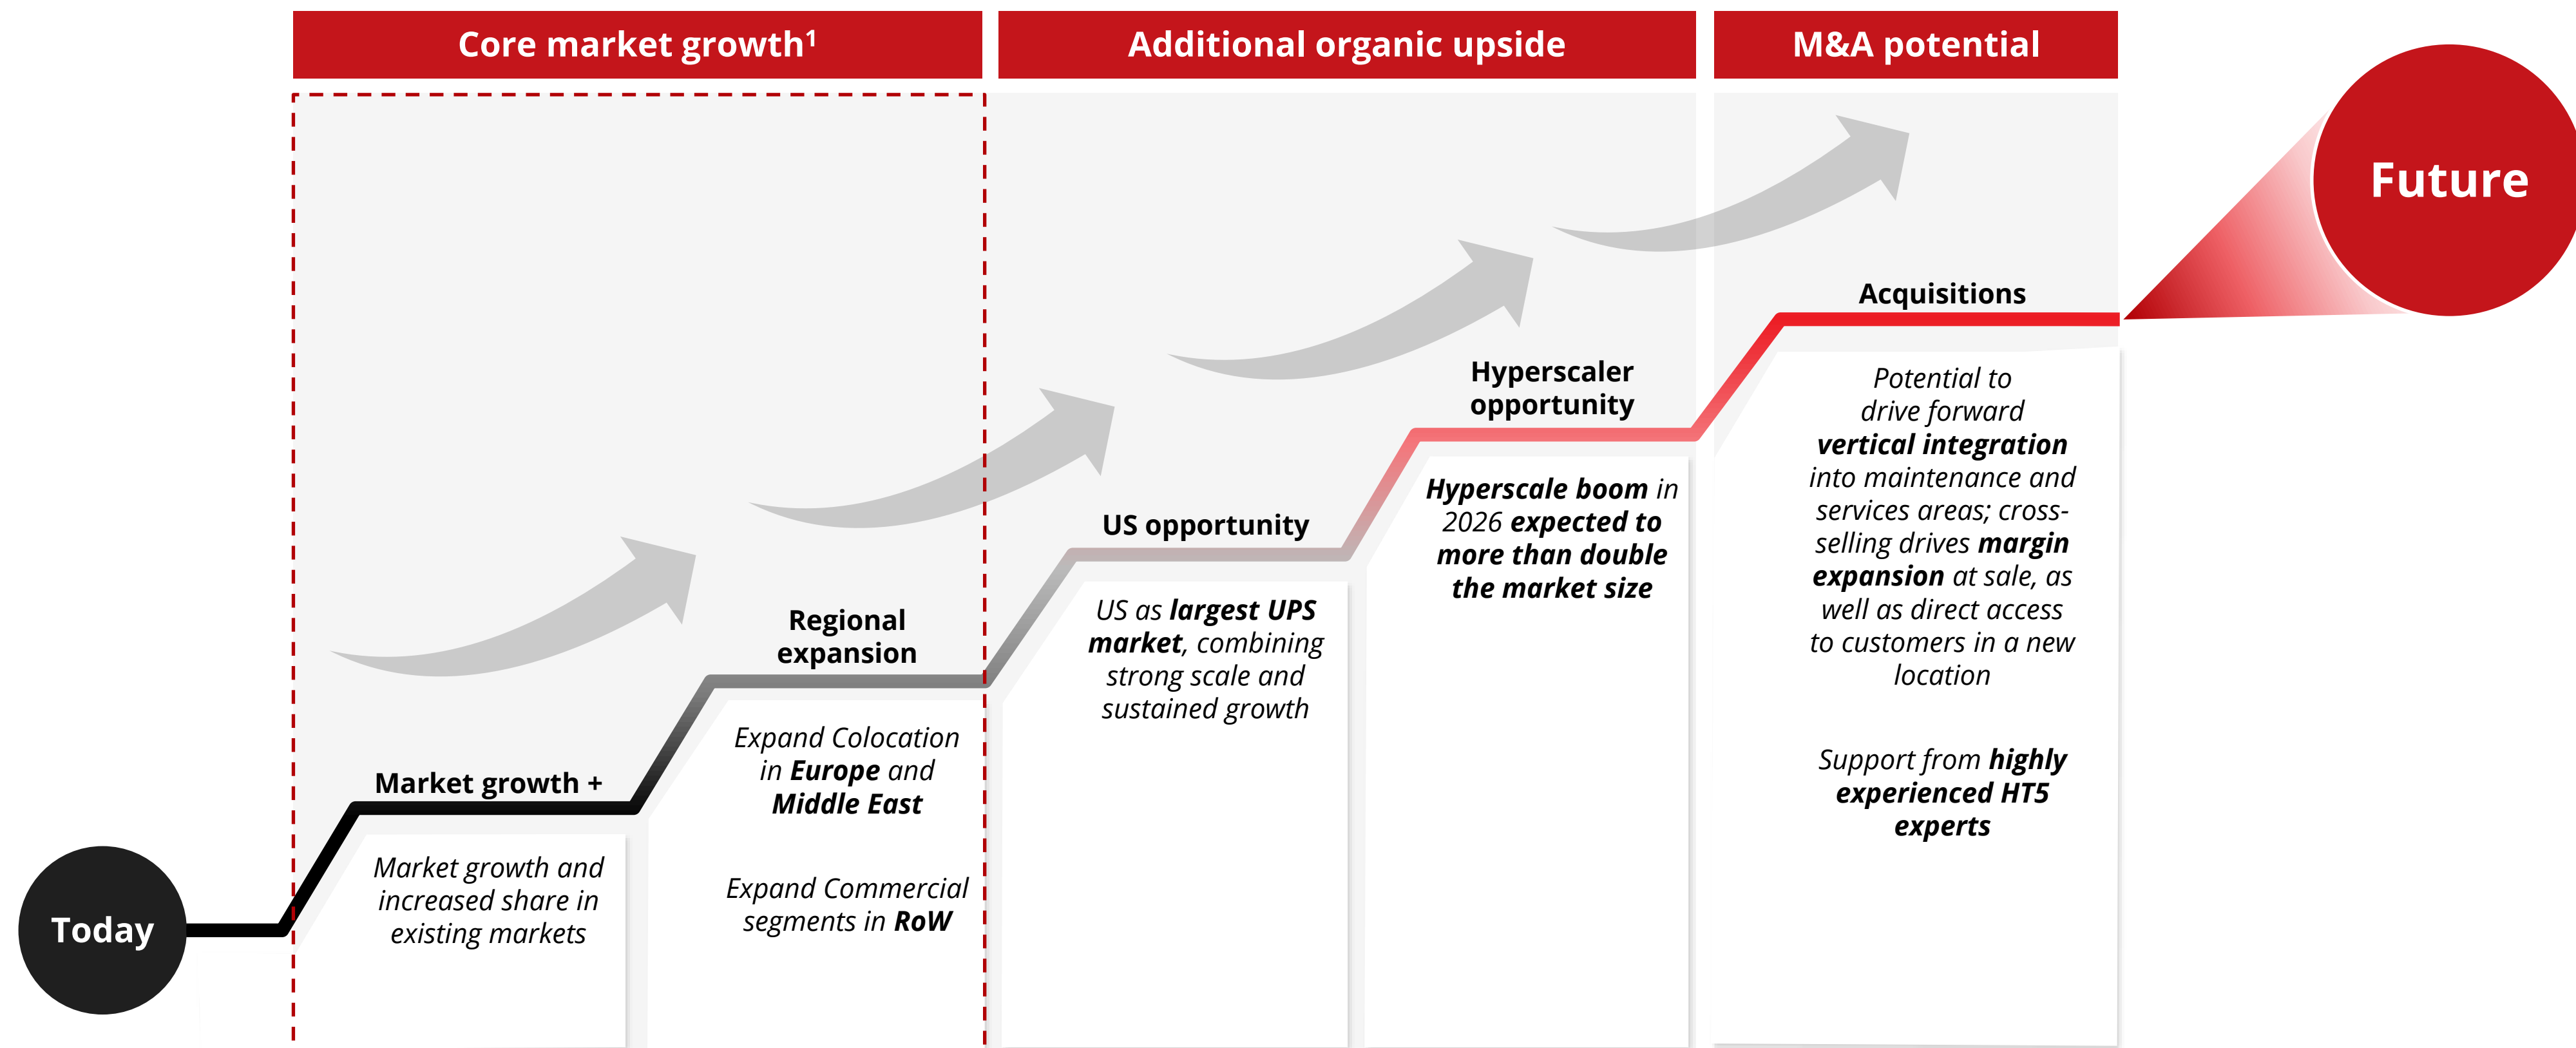 Core market growth¹
Additional organic upside
M&A potential
Future
Today
Market growth +
Market growth and
increased share in
existing markets
Regional
expansion
Expand Colocation
in Europe and
Middle East
Expand Commercial
segments in RoW
US opportunity
US as largest UPS
market, combining
strong scale and
sustained growth
Hyperscaler
opportunity
Hyperscale boom in
2026 expected to
more than double
the market size
Acquisitions
Potential to
drive forward
vertical integration
into maintenance and
services areas; cross-
selling drives margin
expansion at sale, as
well as direct access
to customers in a new
location
Support from highly
experienced HT5
experts